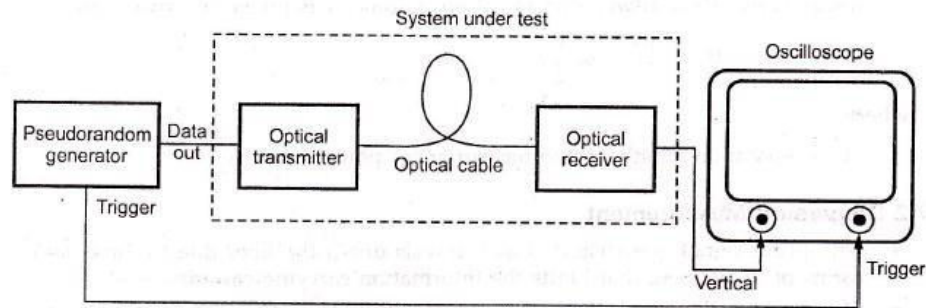 System under test
Oscilloscope
Pseudorandom
generator
Data
out
Optical
transmitter
Optical cable
Optical
receiver
Trigger
Vertical
Trigger